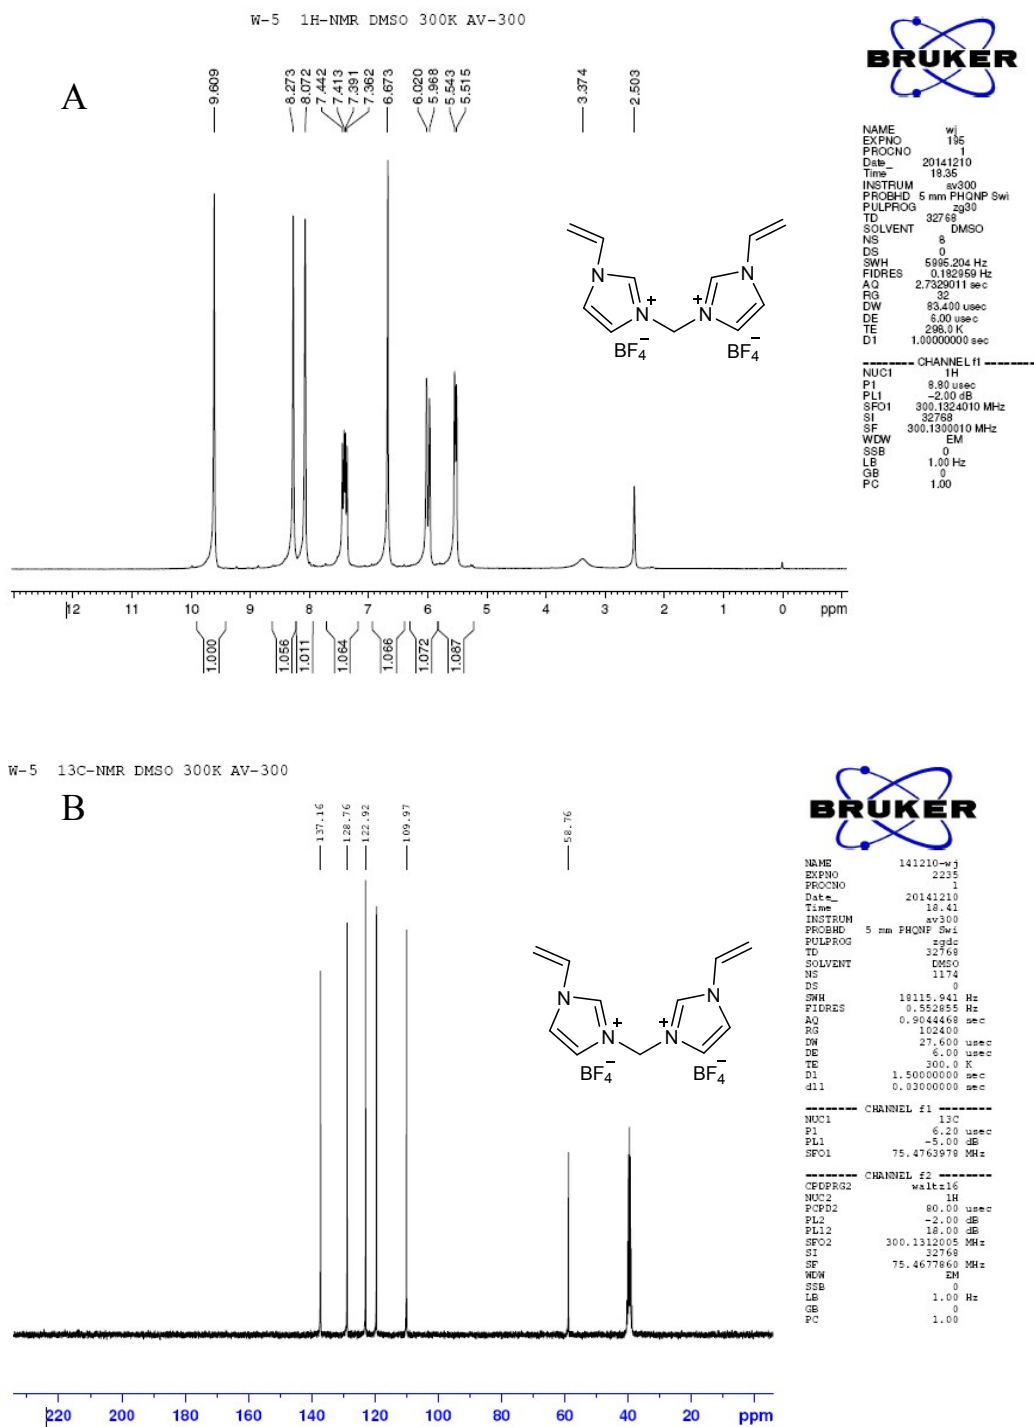 W-5 1H-NMR DMSO 300K AV-300
A
9.609
8.273
8.072
7.442
7.413
7.391
7.362
6.673
6.020
5.968
5.543
5.515
3.374
2.503
BRUKER
NAME wj
EXPNO 195
PROCNO 1
Date_ 20141210
Time 18.35
INSTRUM av300
PROBHD 5 mm PHQNP Swi
PULPROG zg30
TD 32768
SOLVENT DMSO
NS 8
DS 0
SWH 5995.204 Hz
FIDRES 0.182959 Hz
AQ 2.7329011 sec
RG 32
DW 83.400 usec
DE 6.00 usec
TE 298.0 K
D1 1.00000000 sec
-------- CHANNEL f1 --------
NUC1 1H
P1 8.80 usec
PL1 -2.00 dB
SFO1 300.1324010 MHz
SI 32768
SF 300.1300010 MHz
WDW EM
SSB 0
LB 1.00 Hz
GB 0
PC 1.00
N N
N + + N
BF4− BF4−
12 11 10 9 8 7 6 5 4 3 2 1 0 ppm
1.000
1.056
1.011
1.064
1.066
1.072
1.087
W-5 13C-NMR DMSO 300K AV-300
B
137.16
128.76
122.92
109.97
58.76
BRUKER
NAME 141210-wj
EXPNO 2235
PROCNO 1
Date_ 20141210
Time 18.41
INSTRUM av300
PROBHD 5 mm PHQNP Swi
PULPROG zgdc
TD 32768
SOLVENT DMSO
NS 1174
DS 0
SWH 18115.941 Hz
FIDRES 0.552855 Hz
AQ 0.9044468 sec
RG 102400
DW 27.600 usec
DE 6.00 usec
TE 300.0 K
D1 1.50000000 sec
d11 0.03000000 sec
-------- CHANNEL f1 --------
NUC1 13C
P1 6.20 usec
PL1 -5.00 dB
SFO1 75.4763978 MHz
-------- CHANNEL f2 --------
CPDPRG2 waltz16
NUC2 1H
PCPD2 80.00 usec
PL2 -2.00 dB
PL12 18.00 dB
SFO2 300.1312005 MHz
SI 32768
SF 75.4677860 MHz
WDW EM
SSB 0
LB 1.00 Hz
GB 0
PC 1.00
N N
N + + N
BF4− BF4−
220 200 180 160 140 120 100 80 60 40 20 ppm